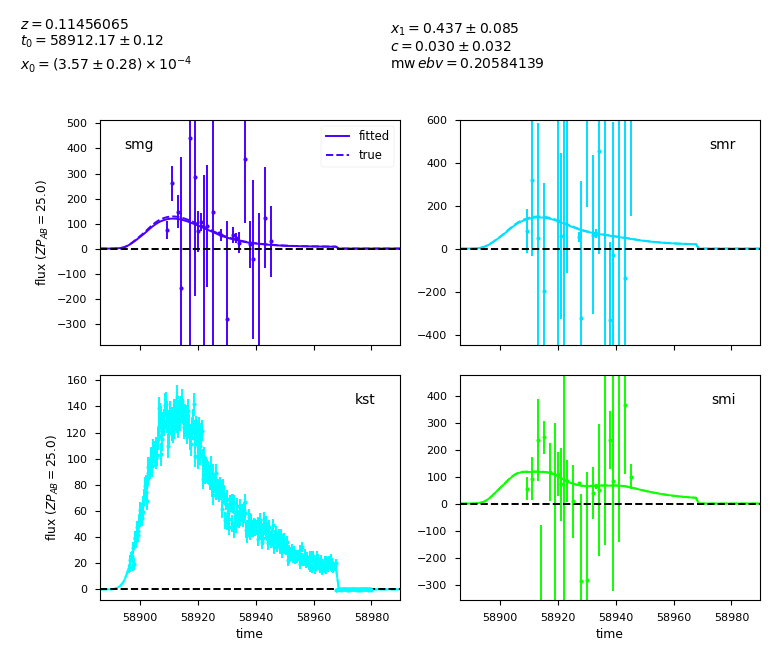 z = 0.11456065
t₀ = 58912.17 ± 0.12
x₀ = (3.57 ± 0.28) × 10⁻⁴
x₁ = 0.437 ± 0.085
c = 0.030 ± 0.032
mw ebv = 0.20584139
500
400
300
200
100
0
−100
−200
−300
flux (ZP_AB = 25.0)
smg
fitted
true
600
400
200
0
−200
−400
smr
160
140
120
100
80
60
40
20
0
flux (ZP_AB = 25.0)
kst
58900 58920 58940 58960 58980
time
400
300
200
100
0
−100
−200
−300
smi
58900 58920 58940 58960 58980
time